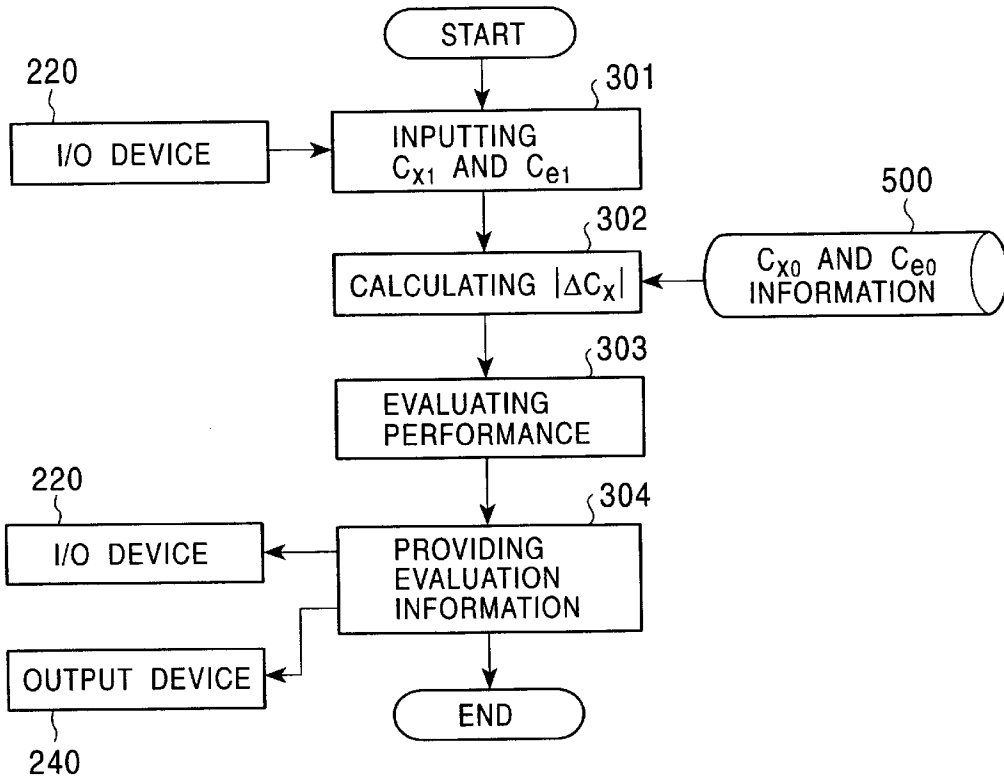 START
220
301
I/O DEVICE
INPUTTING
Cx1 AND Ce1
302
500
CALCULATING |ΔCx|
Cx0 AND Ce0
INFORMATION
303
EVALUATING
PERFORMANCE
220
304
I/O DEVICE
PROVIDING
EVALUATION
INFORMATION
OUTPUT DEVICE
240
END